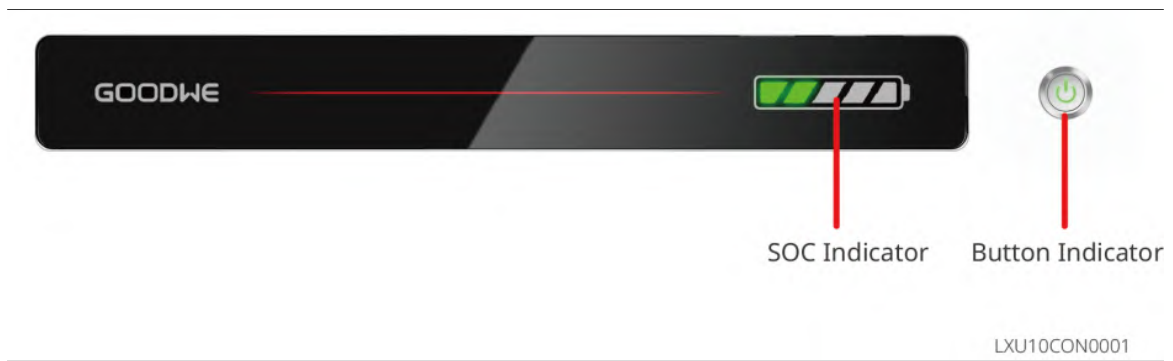 GOODWE
SOC Indicator
Button Indicator
LXU10CON0001